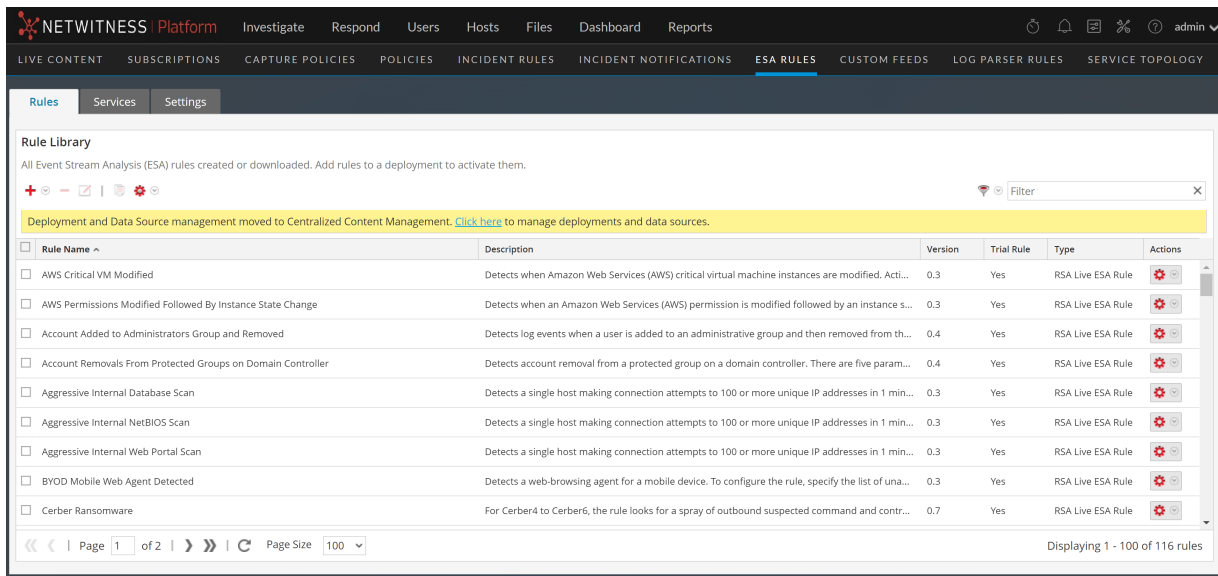 NETWITNESS Platform Investigate Respond Users Hosts Files Dashboard Reports admin
LIVE CONTENT SUBSCRIPTIONS CAPTURE POLICIES POLICIES INCIDENT RULES INCIDENT NOTIFICATIONS ESA RULES CUSTOM FEEDS LOG PARSER RULES SERVICE TOPOLOGY
Rules Services Settings
Rule Library
All Event Stream Analysis (ESA) rules created or downloaded. Add rules to a deployment to activate them.
Filter
Deployment and Data Source management moved to Centralized Content Management. Click here to manage deployments and data sources.
Rule Name Description Version Trial Rule Type Actions
AWS Critical VM Modified Detects when Amazon Web Services (AWS) critical virtual machine instances are modified. Acti... 0.3 Yes RSA Live ESA Rule
AWS Permissions Modified Followed By Instance State Change Detects when an Amazon Web Services (AWS) permission is modified followed by an instance s... 0.3 Yes RSA Live ESA Rule
Account Added to Administrators Group and Removed Detects log events when a user is added to an administrative group and then removed from th... 0.4 Yes RSA Live ESA Rule
Account Removals From Protected Groups on Domain Controller Detects account removal from a protected group on a domain controller. There are five param... 0.4 Yes RSA Live ESA Rule
Aggressive Internal Database Scan Detects a single host making connection attempts to 100 or more unique IP addresses in 1 min... 0.3 Yes RSA Live ESA Rule
Aggressive Internal NetBIOS Scan Detects a single host making connection attempts to 100 or more unique IP addresses in 1 min... 0.3 Yes RSA Live ESA Rule
Aggressive Internal Web Portal Scan Detects a single host making connection attempts to 100 or more unique IP addresses in 1 min... 0.3 Yes RSA Live ESA Rule
BYOD Mobile Web Agent Detected Detects a web-browsing agent for a mobile device. To configure the rule, specify the list of una... 0.3 Yes RSA Live ESA Rule
Cerber Ransomware For Cerber4 to Cerber6, the rule looks for a spray of outbound suspected command and contr... 0.7 Yes RSA Live ESA Rule
Page 1 of 2 Page Size 100 Displaying 1 - 100 of 116 rules